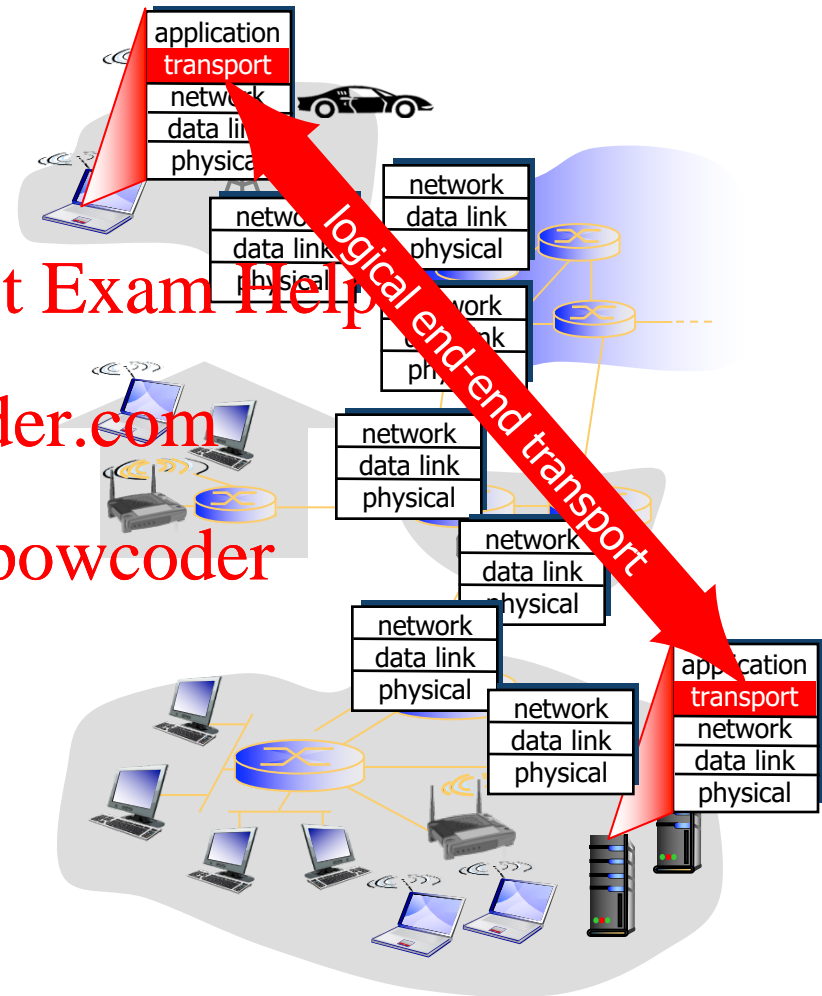 application
transport
network
data link
physical
network
data link
physical
network
data link
physical
t Exam Help
logical end-end transport
der.com
network
data link
physical
powcoder
network
data link
physical
network
data link
physical
network
data link
physical
application
transport
network
data link
physical